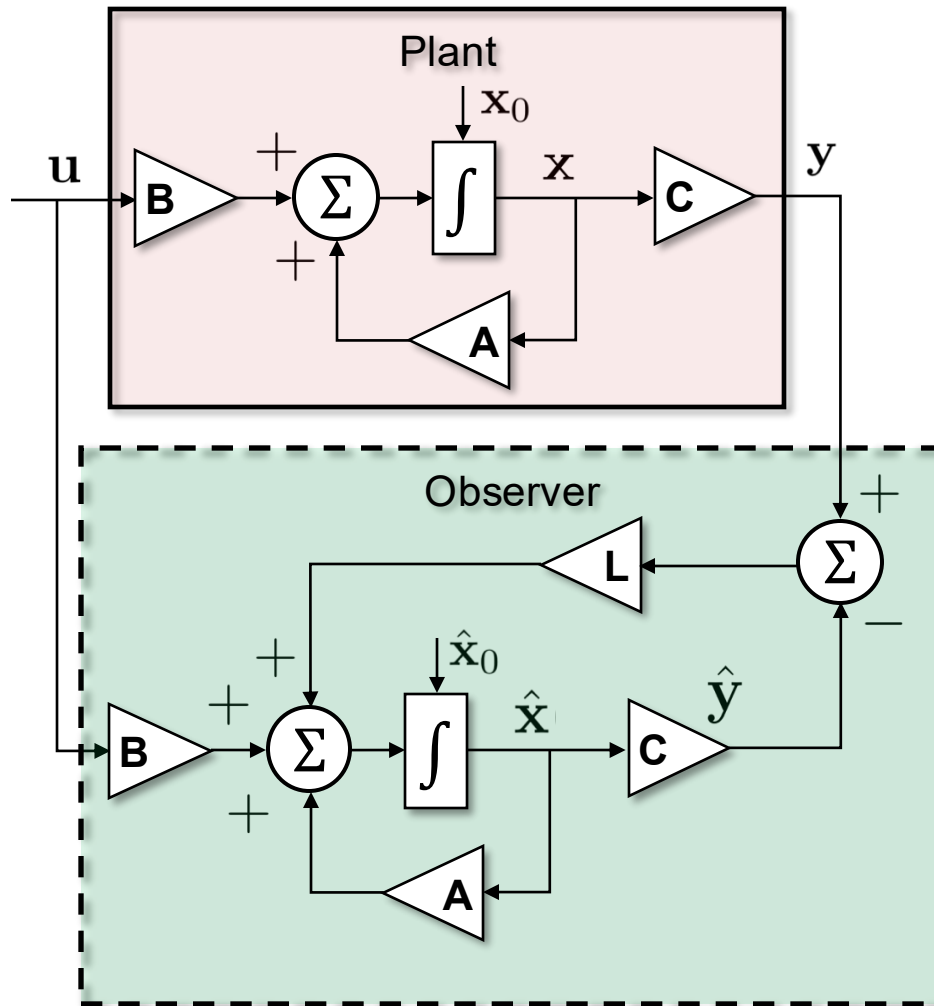 Plant
x₀
u
B
+
Σ
∫
x
C
y
+
A
Observer
+
L
Σ
−
x̂₀
+
+
B
Σ
∫
x̂
C
ŷ
+
A